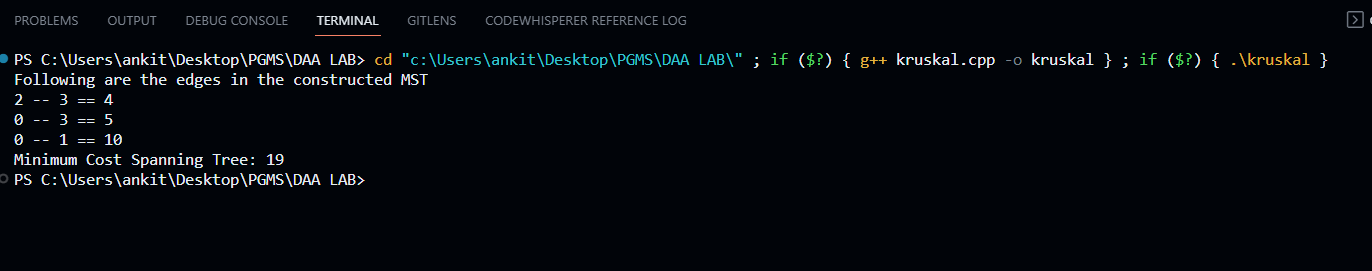 PROBLEMS OUTPUT DEBUG CONSOLE TERMINAL GITLENS CODEWHISPERER REFERENCE LOG
PS C:\Users\ankit\Desktop\PGMS\DAA LAB> cd "c:\Users\ankit\Desktop\PGMS\DAA LAB\" ; if ($?) { g++ kruskal.cpp -o kruskal } ; if ($?) { .\kruskal }
Following are the edges in the constructed MST
2 -- 3 == 4
0 -- 3 == 5
0 -- 1 == 10
Minimum Cost Spanning Tree: 19
PS C:\Users\ankit\Desktop\PGMS\DAA LAB>